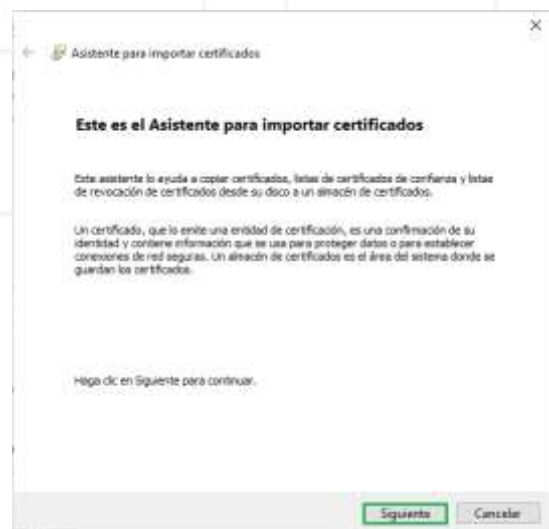 Asistente para importar certificados
Este es el Asistente para importar certificados
Este asistente lo ayuda a copiar certificados, listas de certificados de confianza y listas
de revocación de certificados desde su disco a un almacén de certificados.
Un certificado, que lo emite una entidad de certificación, es una confirmación de su
identidad y contiene información que se usa para proteger datos o para establecer
conexiones de red seguras. Un almacén de certificados es el área del sistema donde se
guardan los certificados.
Haga clic en Siguiente para continuar.
Siguiente Cancelar